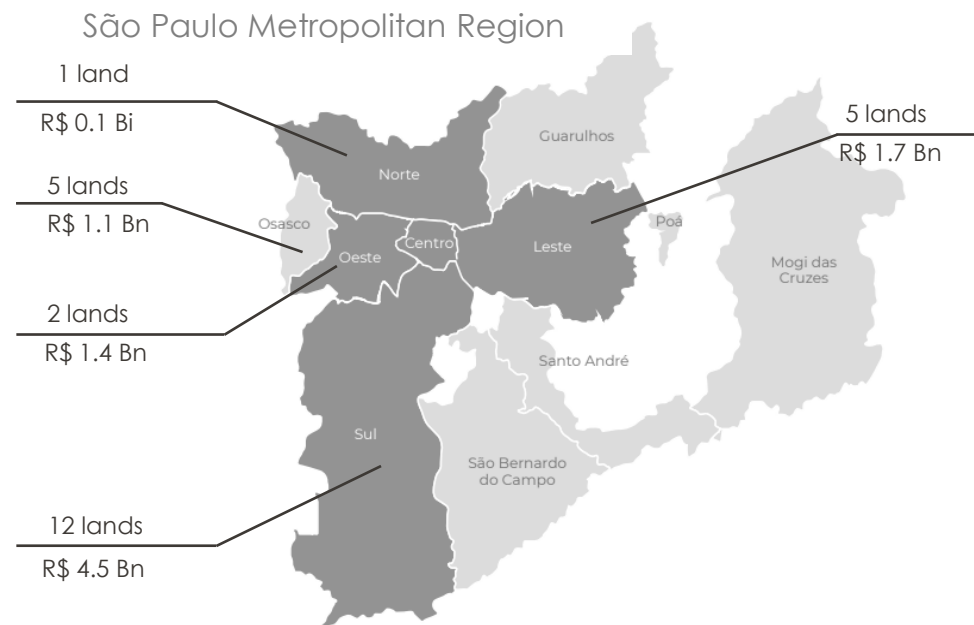 São Paulo Metropolitan Region
1 land
R$ 0.1 Bi
5 lands
R$ 1.7 Bn
Guarulhos
Norte
5 lands
R$ 1.1 Bn
Osasco
Oeste
Centro
Leste
Poá
Mogi das
Cruzes
2 lands
R$ 1.4 Bn
Santo André
Sul
São Bernardo
do Campo
12 lands
R$ 4.5 Bn